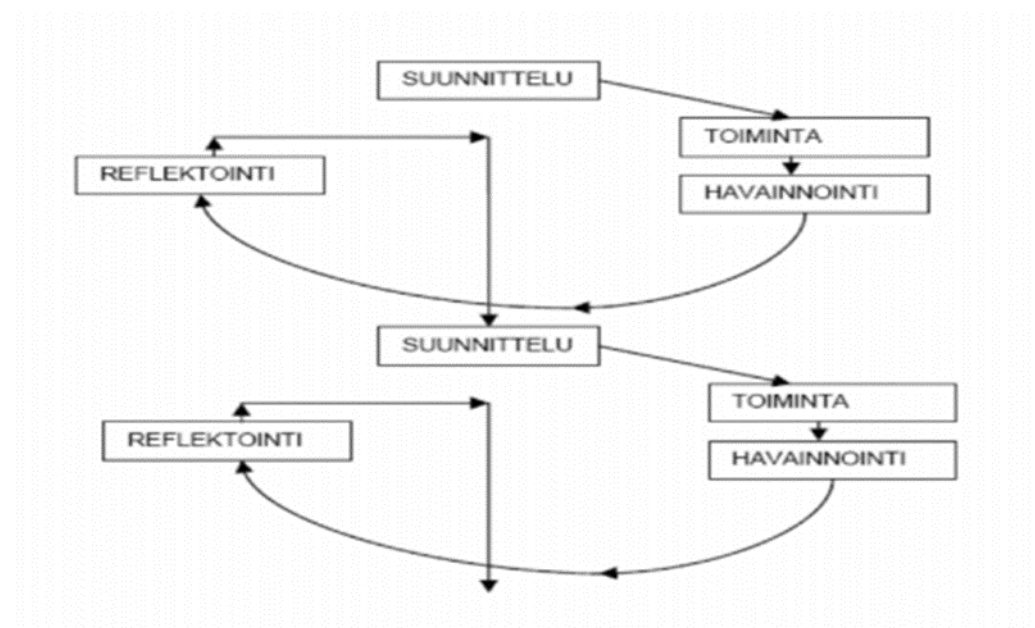 SUUNNITTELU
TOIMINTA
REFLEKTOINTI
HAVAINNOINTI
SUUNNITTELU
TOIMINTA
REFLEKTOINTI
HAVAINNOINTI